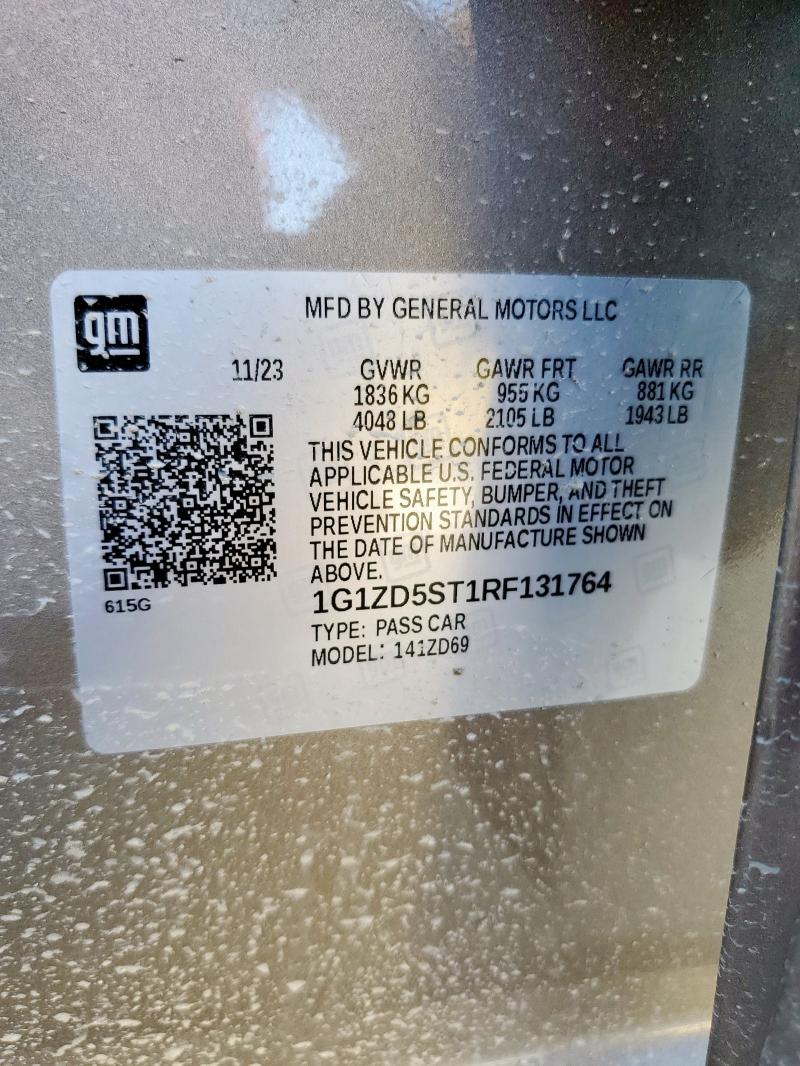 gm
MFD BY GENERAL MOTORS LLC
11/23 GVWR GAWR FRT GAWR RR
1836 KG 955 KG 881 KG
4048 LB 2105 LB 1943 LB
THIS VEHICLE CONFORMS TO ALL
APPLICABLE U.S. FEDERAL MOTOR
VEHICLE SAFETY, BUMPER, AND THEFT
PREVENTION STANDARDS IN EFFECT ON
THE DATE OF MANUFACTURE SHOWN
ABOVE.
615G
1G1ZD5ST1RF131764
TYPE: PASS CAR
MODEL: 141ZD69